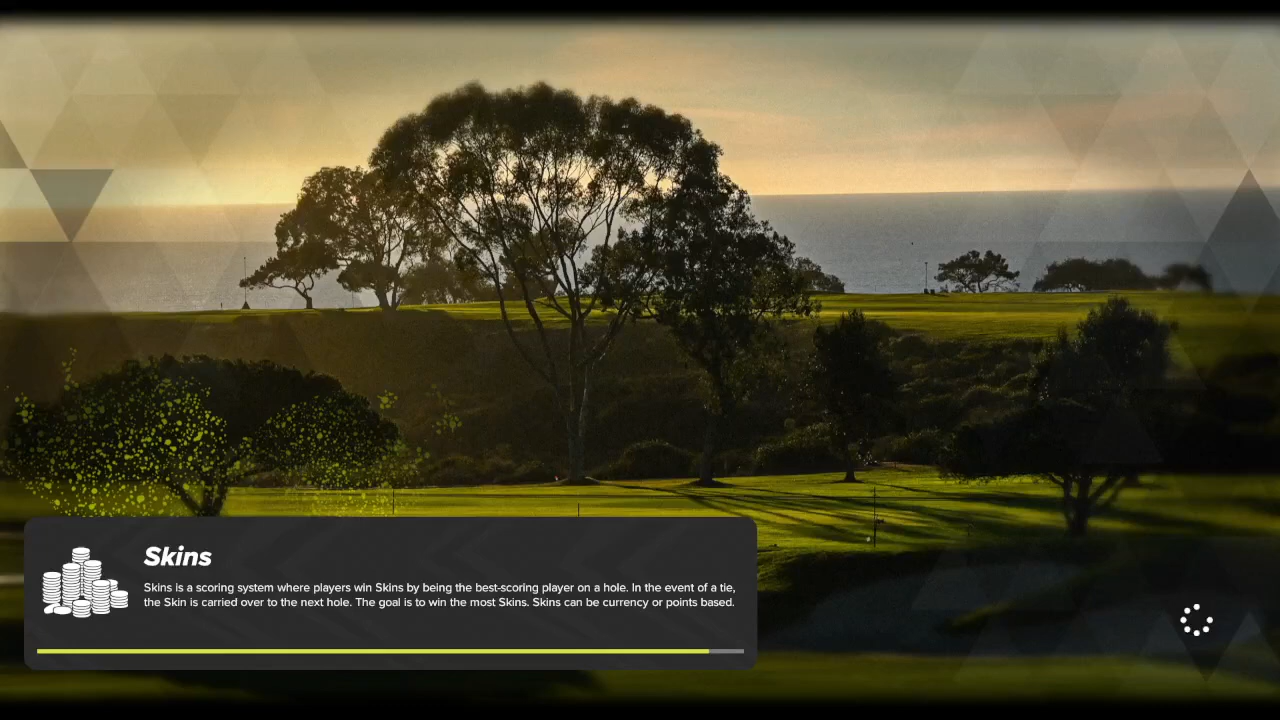 Skins
Skins is a scoring system where players win Skins by being the best-scoring player on a hole. In the event of a tie,
the Skin is carried over to the next hole. The goal is to win the most Skins. Skins can be currency or points based.